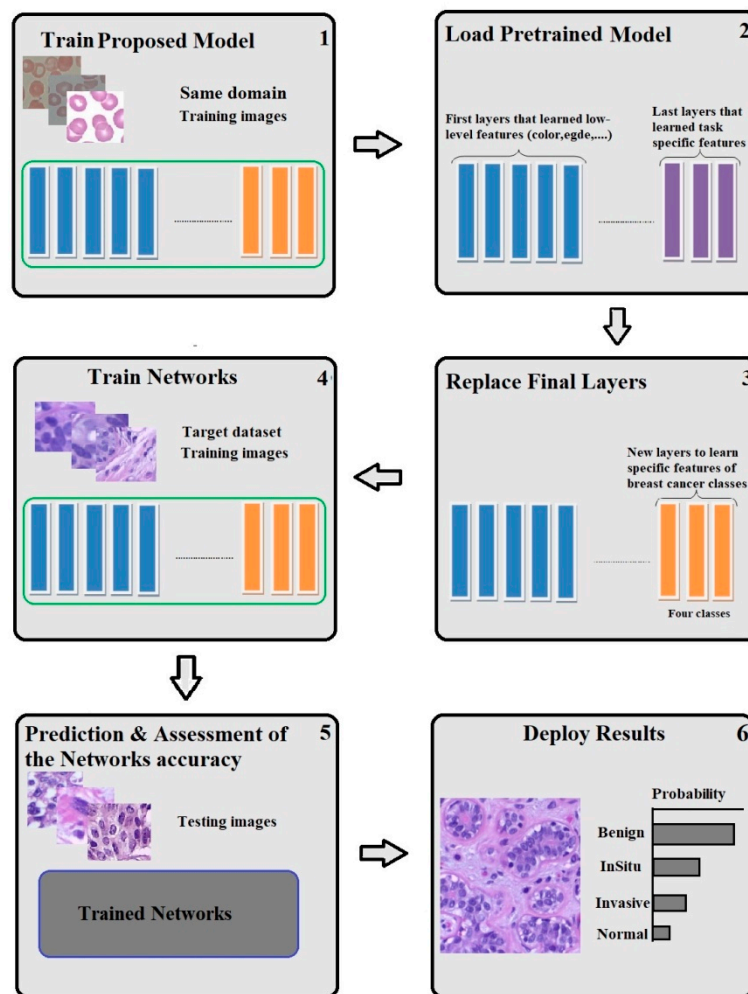 Train Proposed Model
1
Same domain
Training images
Load Pretrained Model
2
First layers that learned low-
level features (color,egde,....)
Last layers that
learned task
specific features
Replace Final Layers
3
New layers to learn
specific features of
breast cancer classes
Four classes
Train Networks
4
Target dataset
Training images
Prediction & Assessment of
the Networks accuracy
5
Testing images
Trained Networks
Deploy Results
6
Probability
Benign
InSitu
Invasive
Normal